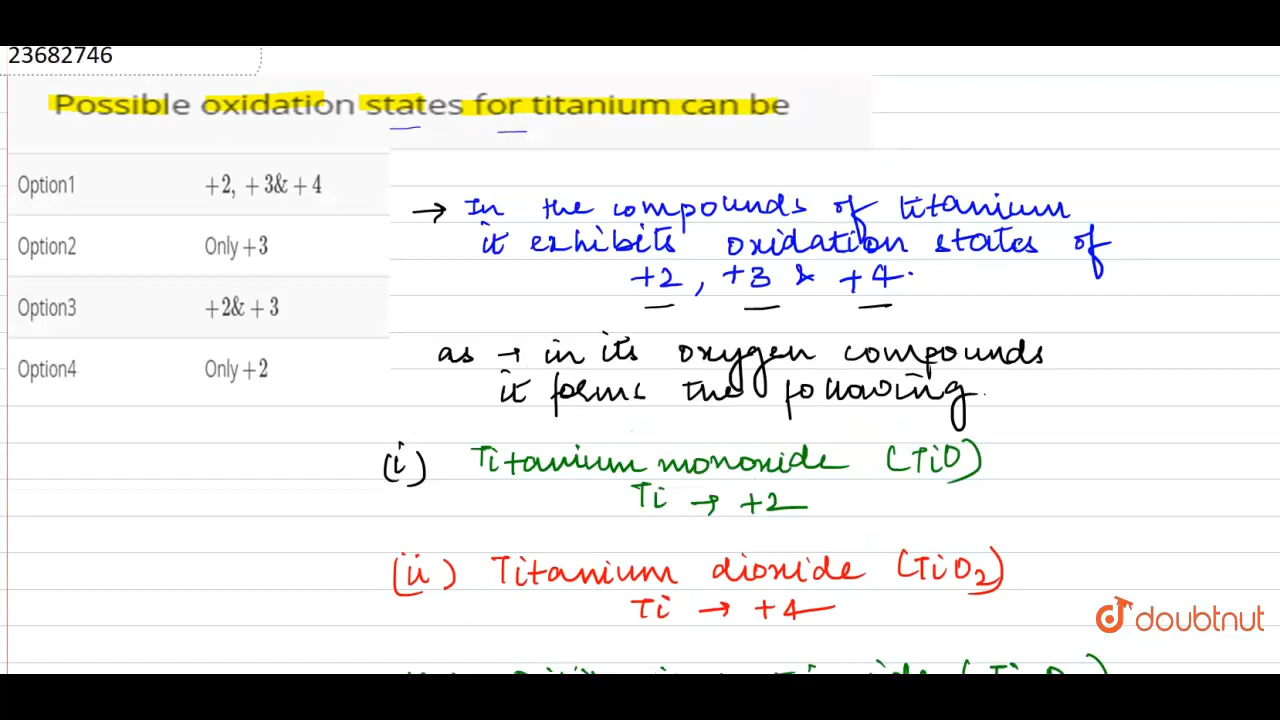 23682746
Possible oxidation states for titanium can be
Option1 +2, +3& +4
Option2 Only +3
Option3 +2& +3
Option4 Only +2
→ In the compounds of titanium
it exhibits oxidation states of
+2, +3 & +4.
as → in its oxygen compounds
it forms the following.
(i) Titanium monoxide (TiO)
Ti → +2
(ii) Titanium dioxide (TiO₂)
Ti → +4
doubtnut